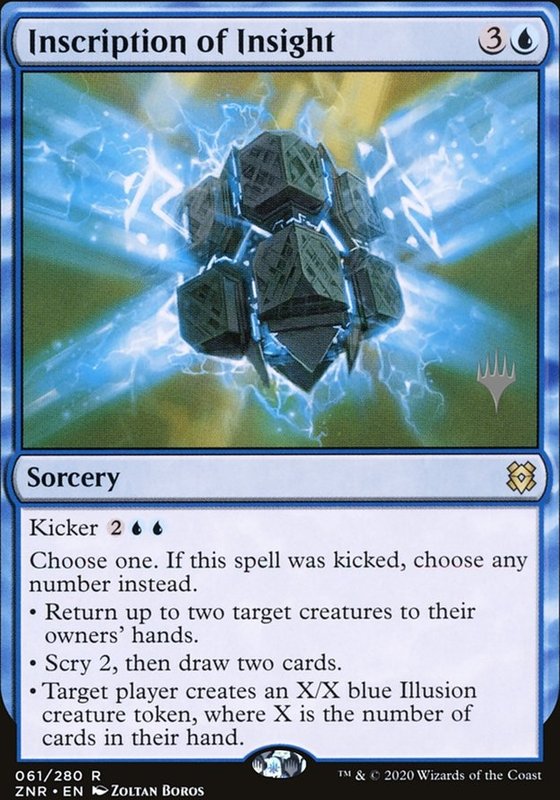 Inscription of Insight 3
Sorcery
Kicker 2
Choose one. If this spell was kicked, choose any
number instead.
• Return up to two target creatures to their
owners' hands.
• Scry 2, then draw two cards.
• Target player creates an X/X blue Illusion
creature token, where X is the number of
cards in their hand.
061/280 R
ZNR • EN Zoltan Boros
™ & © 2020 Wizards of the Coast